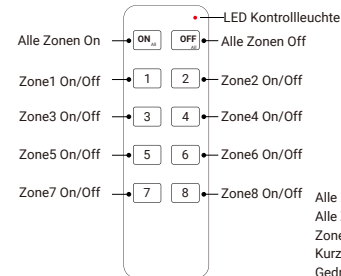 LED Kontrollleuchte
Alle Zonen On ON All OFF All Alle Zonen Off
Zone1 On/Off 1 2 Zone2 On/Off
Zone3 On/Off 3 4 Zone4 On/Off
Zone5 On/Off 5 6 Zone6 On/Off
Zone7 On/Off 7 8 Zone8 On/Off
Alle
Alle
Zone
Kurz